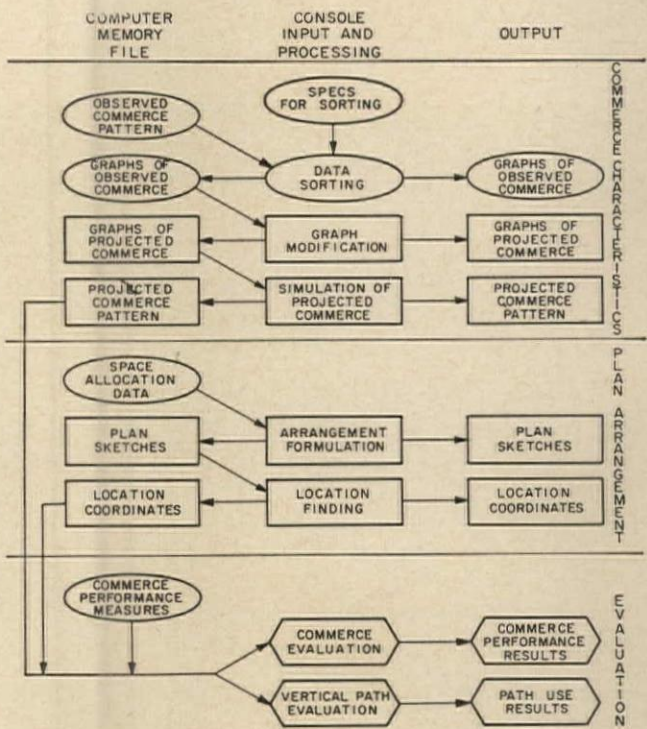 COMPUTER
MEMORY
FILE
CONSOLE
INPUT AND
PROCESSING
OUTPUT
COMMERCE CHARACTERISTICS
OBSERVED
COMMERCE
PATTERN
SPECS
FOR SORTING
GRAPHS OF
OBSERVED
COMMERCE
DATA
SORTING
GRAPHS OF
OBSERVED
COMMERCE
GRAPHS OF
PROJECTED
COMMERCE
GRAPH
MODIFICATION
GRAPHS OF
PROJECTED
COMMERCE
PROJECTED
COMMERCE
PATTERN
SIMULATION OF
PROJECTED
COMMERCE
PROJECTED
COMMERCE
PATTERN
PLAN ARRANGEMENT
SPACE
ALLOCATION
DATA
PLAN
SKETCHES
ARRANGEMENT
FORMULATION
PLAN
SKETCHES
LOCATION
COORDINATES
LOCATION
FINDING
LOCATION
COORDINATES
EVALUATION
COMMERCE
PERFORMANCE
MEASURES
COMMERCE
EVALUATION
COMMERCE
PERFORMANCE
RESULTS
VERTICAL PATH
EVALUATION
PATH USE
RESULTS